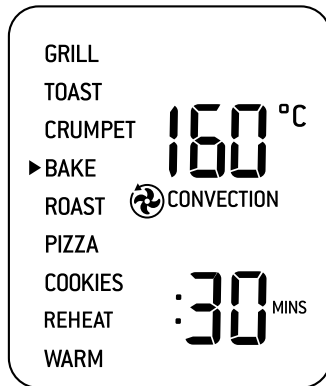 GRILL
TOAST
CRUMPET
160 °C
BAKE
ROAST
CONVECTION
PIZZA
COOKIES
REHEAT
:30 MINS
WARM